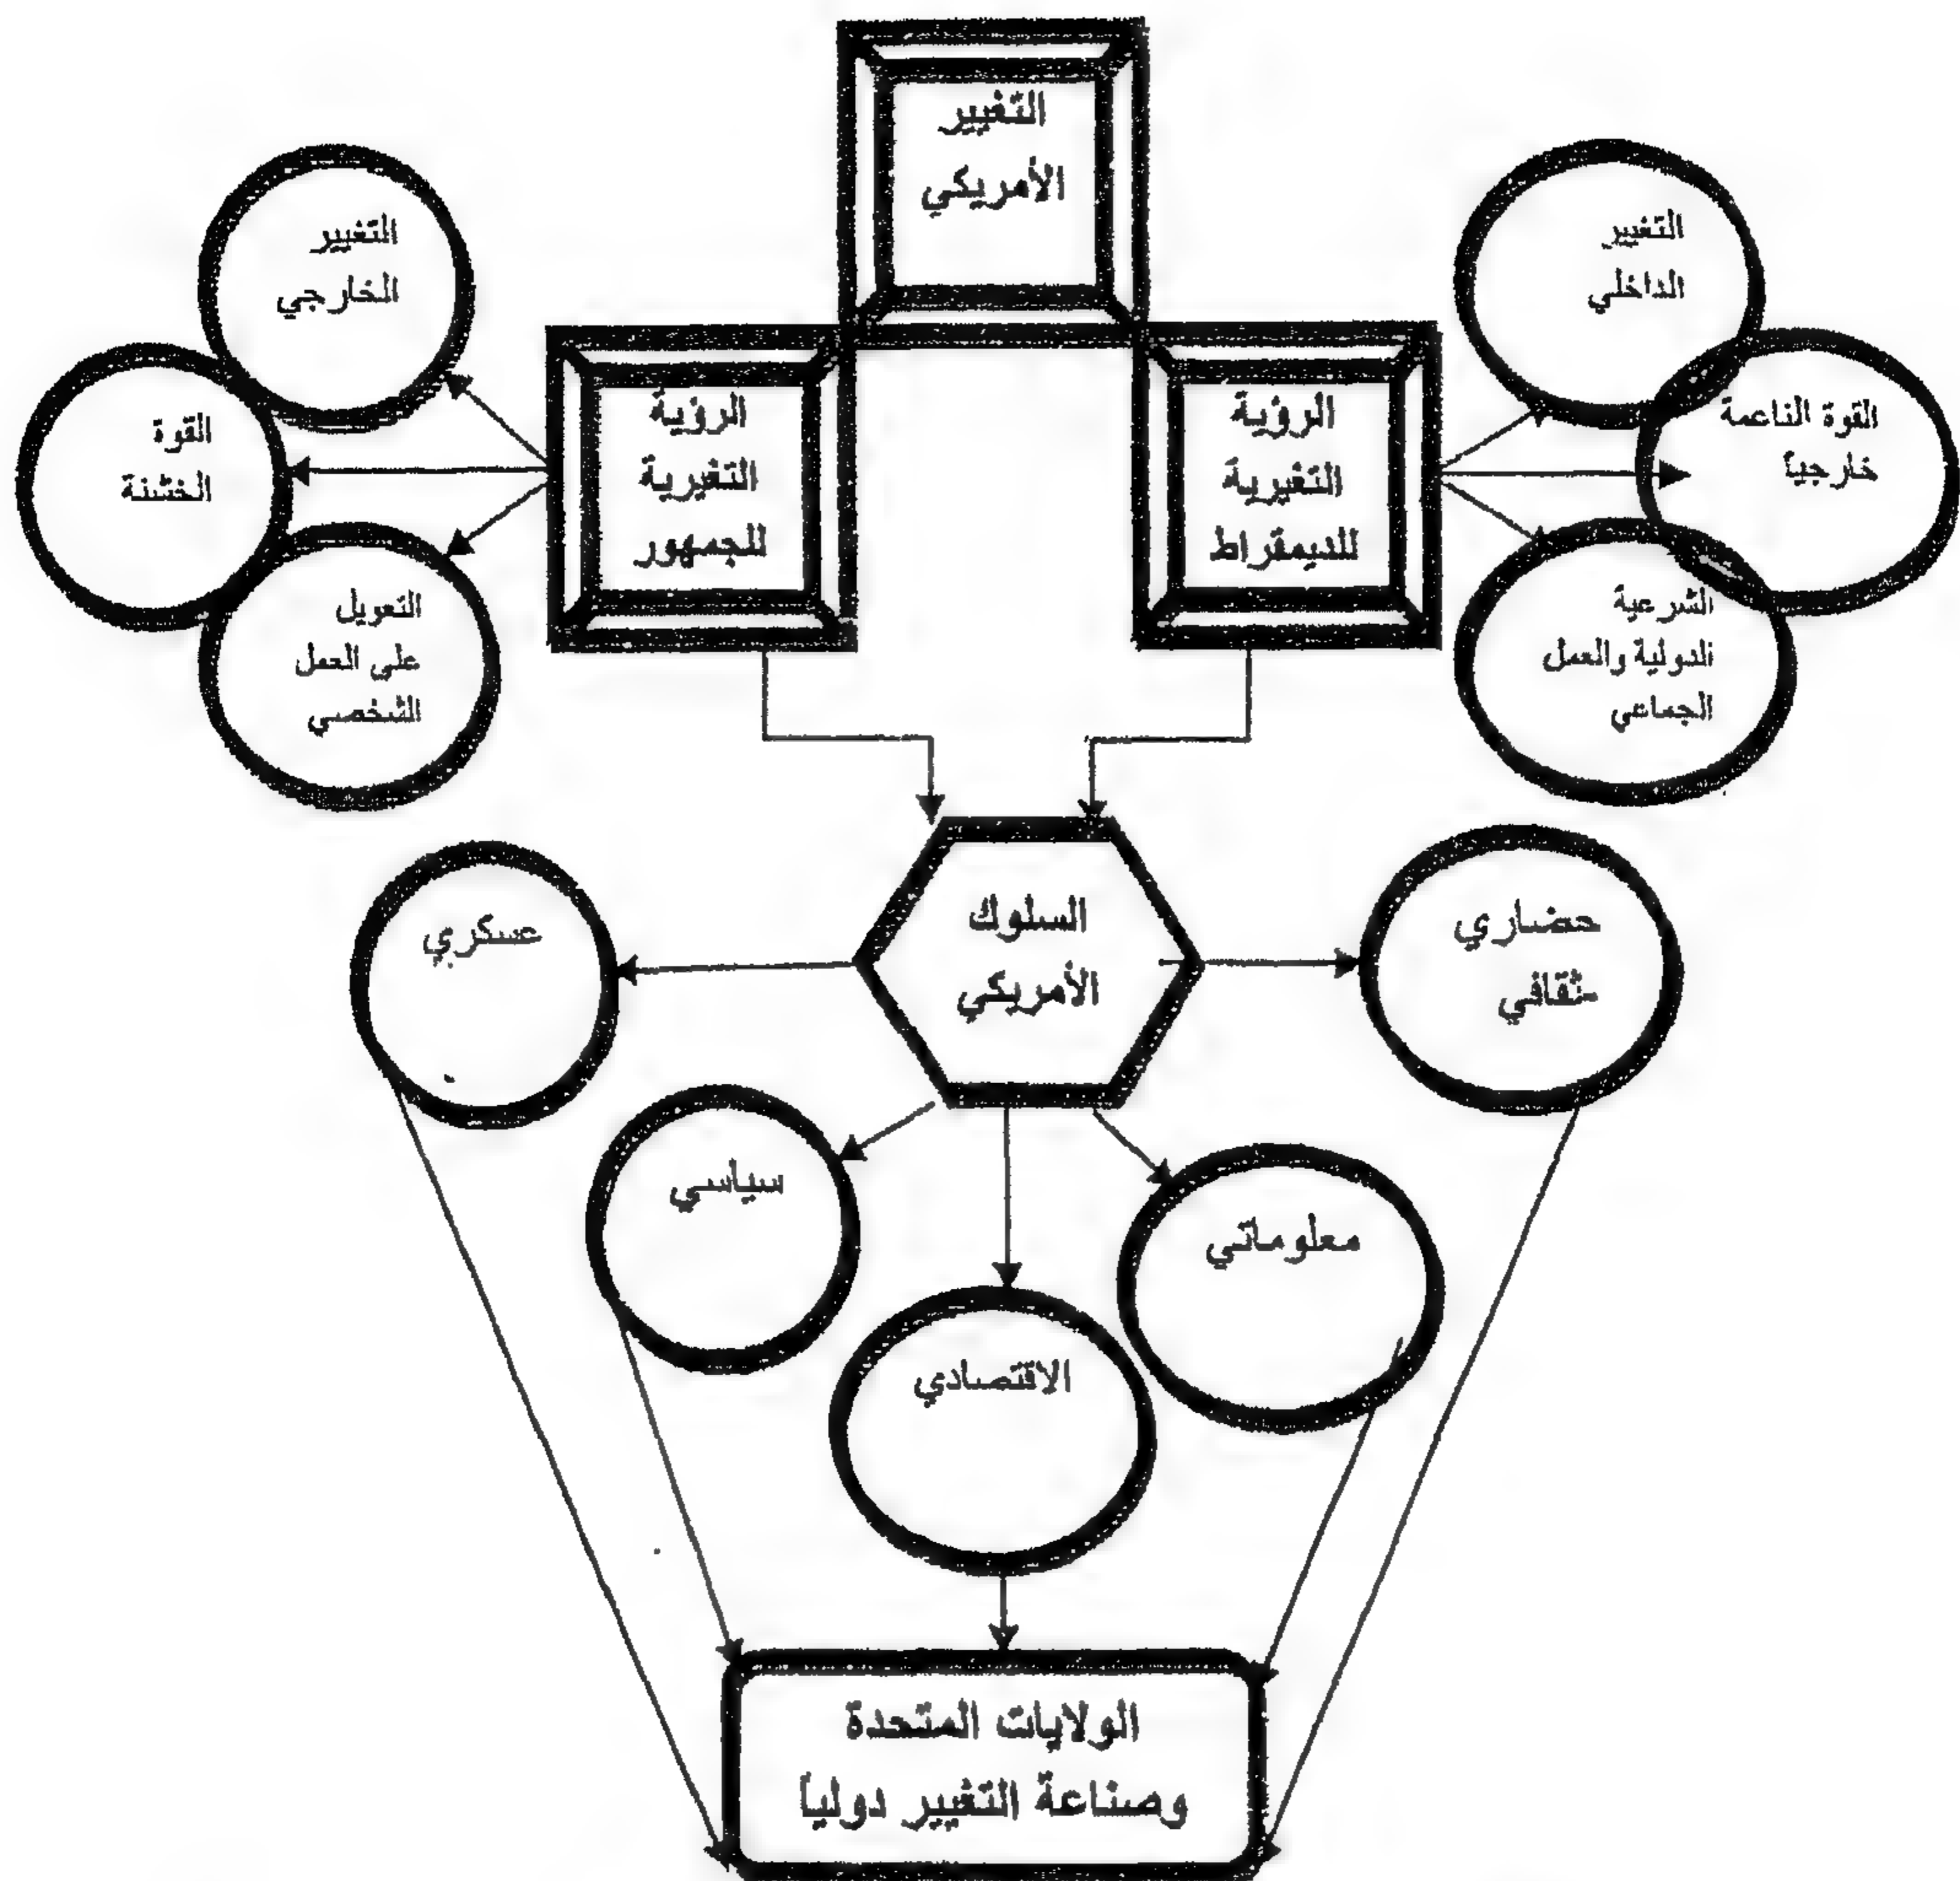 التغيير
الأمريكي
التغيير
الداخلي
القوة الناعمة
خارجياً
الشرعية
الدولية والعمل
الجماعي
الرؤية
التغيرية
للديمقراط
الرؤية
التغيرية
للجمهور
التغيير
الخارجي
القوة
الخشنة
التعويل
على العمل
الشخصي
السلوك
الأمريكي
حضاري
ثقافي
معلوماتي
الاقتصادي
سياسي
عسكري
الولايات المتحدة
وصناعة التغيير دولياً